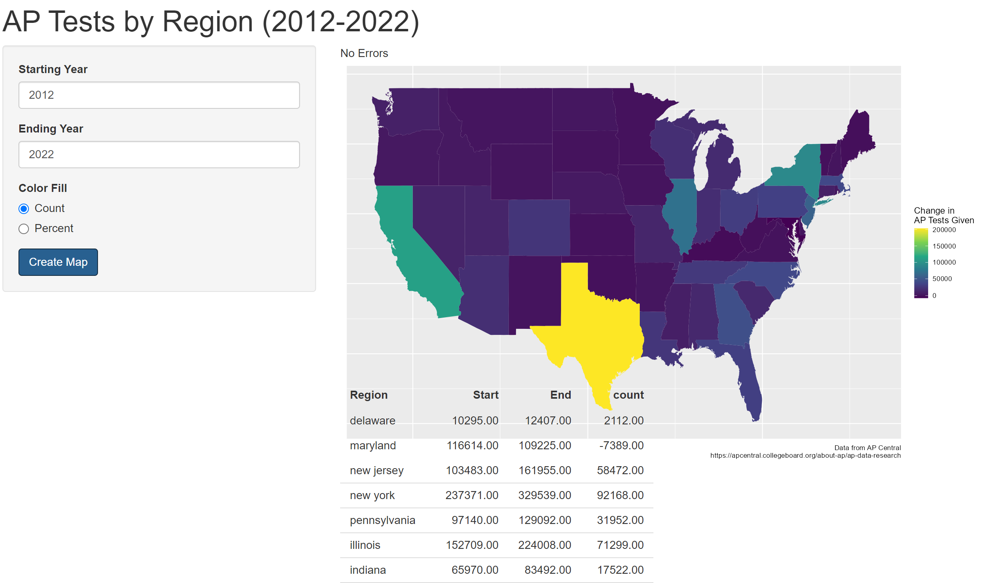 AP Tests by Region (2012-2022)
Starting Year
2012
Ending Year
2022
Color Fill
Count
Percent
Create Map
No Errors
Change in
AP Tests Given
200000
150000
100000
50000
0
Region Start End count
delaware 10295.00 12407.00 2112.00
maryland 116614.00 109225.00 -7389.00
new jersey 103483.00 161955.00 58472.00
new york 237371.00 329539.00 92168.00
pennsylvania 97140.00 129092.00 31952.00
illinois 152709.00 224008.00 71299.00
indiana 65970.00 83492.00 17522.00
Data from AP Central
https://apcentral.collegeboard.org/about-ap/ap-data-research